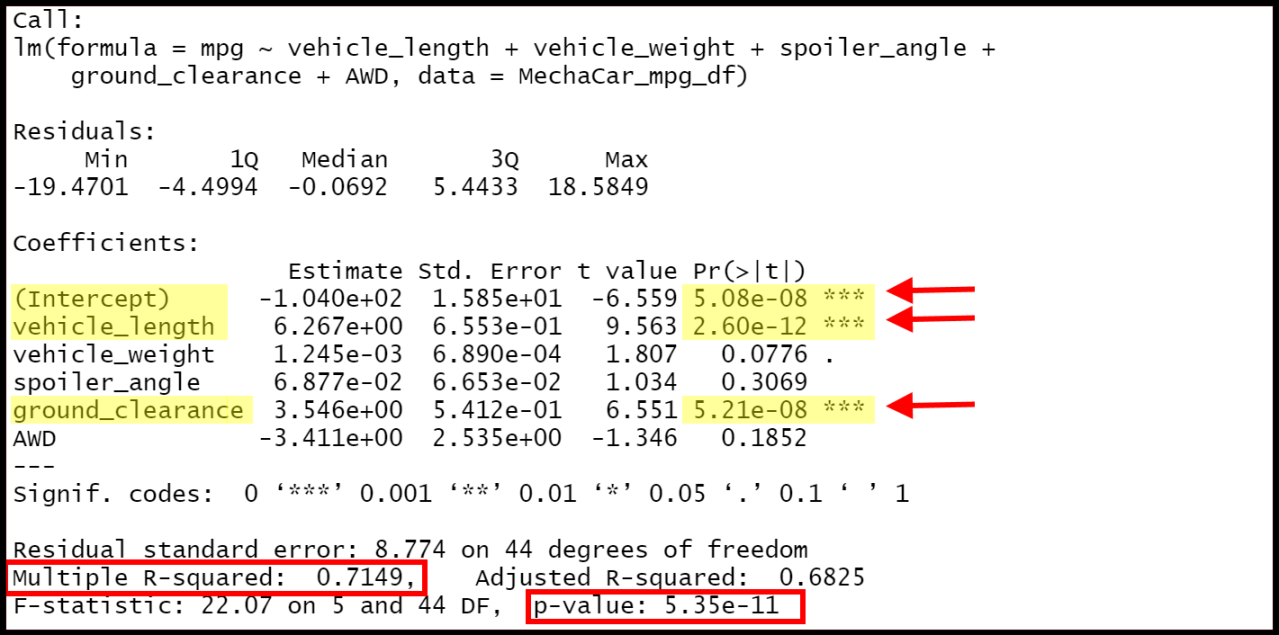 Call:
lm(formula = mpg ~ vehicle_length + vehicle_weight + spoiler_angle +
    ground_clearance + AWD, data = MechaCar_mpg_df)
Residuals:
     Min       1Q   Median       3Q      Max
-19.4701  -4.4994  -0.0692   5.4433  18.5849
Coefficients:
                   Estimate Std. Error t value Pr(>|t|)
(Intercept)      -1.040e+02  1.585e+01  -6.559 5.08e-08 ***
vehicle_length    6.267e+00  6.553e-01   9.563 2.60e-12 ***
vehicle_weight    1.245e-03  6.890e-04   1.807   0.0776 .
spoiler_angle     6.877e-02  6.653e-02   1.034   0.3069
ground_clearance  3.546e+00  5.412e-01   6.551 5.21e-08 ***
AWD              -3.411e+00  2.535e+00  -1.346   0.1852
---
Signif. codes:  0 ‘***’ 0.001 ‘**’ 0.01 ‘*’ 0.05 ‘.’ 0.1 ‘ ’ 1
Residual standard error: 8.774 on 44 degrees of freedom
Multiple R-squared:  0.7149,    Adjusted R-squared:  0.6825
F-statistic: 22.07 on 5 and 44 DF,  p-value: 5.35e-11